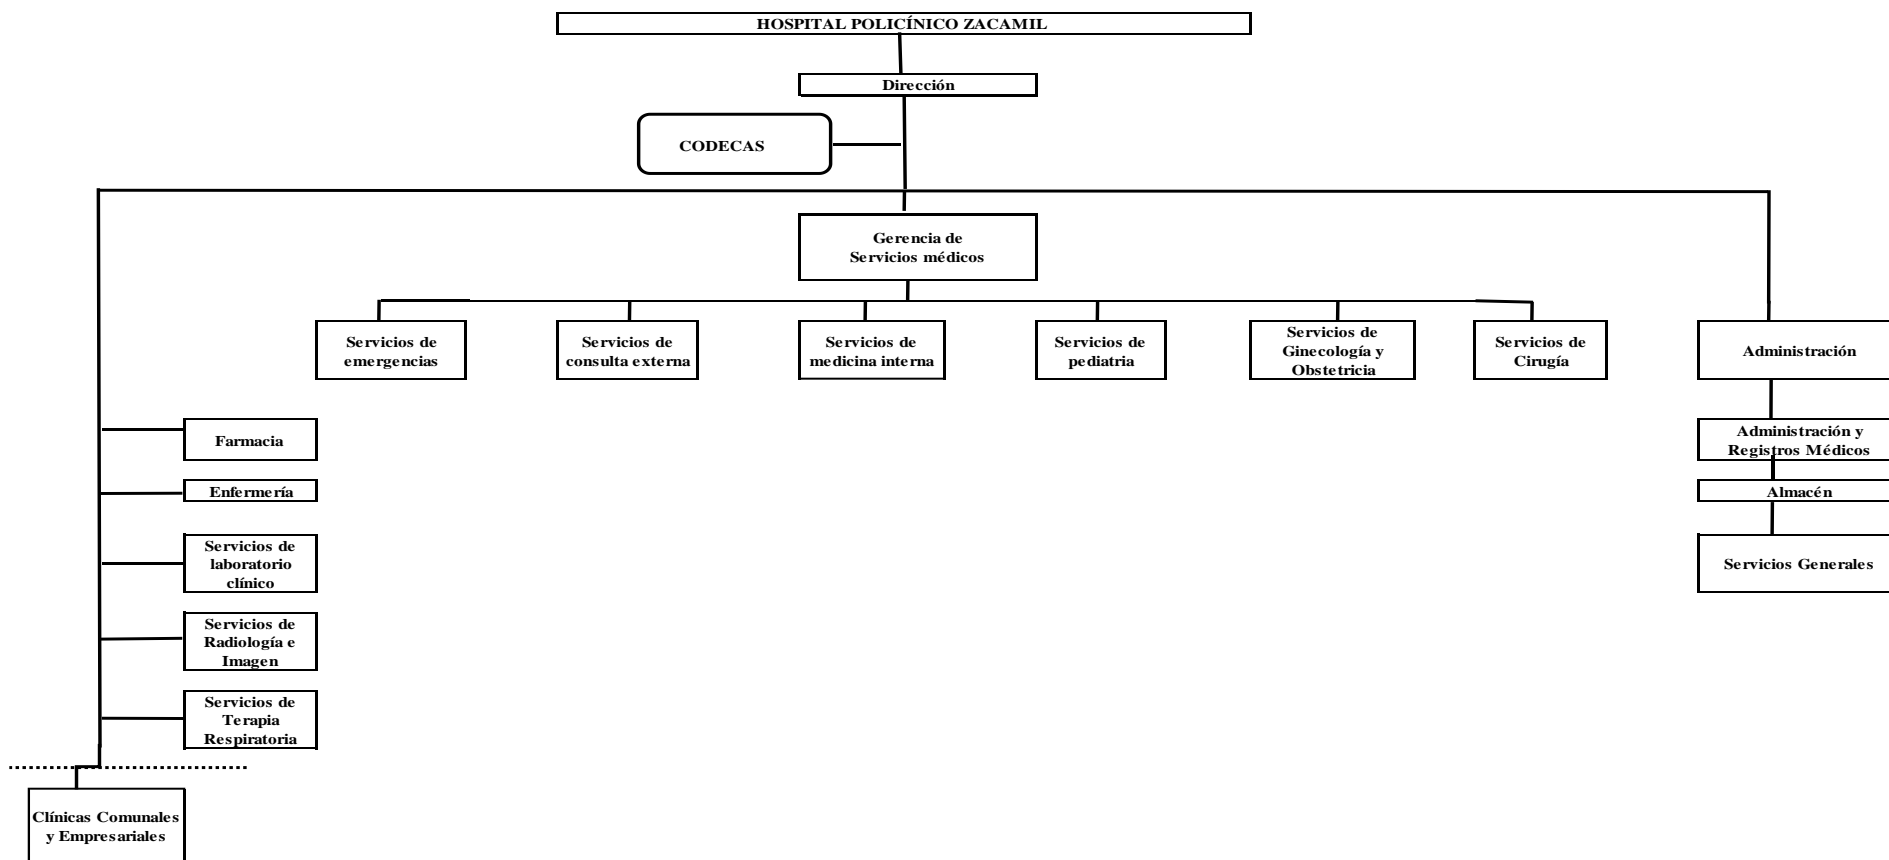 HOSPITAL POLICÍNICO ZACAMIL
Dirección
CODECAS
Gerencia de
Servicios médicos
Servicios de
emergencias
Servicios de
consulta externa
Servicios de
medicina interna
Servicios de
pediatria
Servicios de
Ginecología y
Obstetricia
Servicios de
Cirugía
Administración
Farmacia
Enfermería
Servicios de
laboratorio
clínico
Servicios de
Radiología e
Imagen
Servicios de
Terapia
Respiratoria
Clínicas Comunales
y Empresariales
Administración y
Registros Médicos
Almacén
Servicios Generales